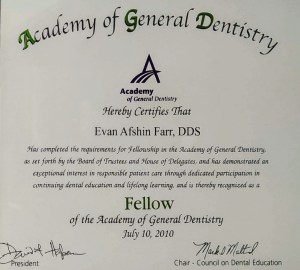 Academy of General Dentistry
Academy
of General Dentistry
Hereby Certifies That
Evan Afshin Farr, DDS
Has completed the requirements for Fellowship in the Academy of General Dentistry,
as set forth by the Board of Trustees and House of Delegates, and has demonstrated an
exceptional interest in responsible patient care through dedicated participation in
continuing dental education and lifelong learning, and is thereby recognized as a
Fellow
of the Academy of General Dentistry
July 10, 2010
President
Chair - Council on Dental Education